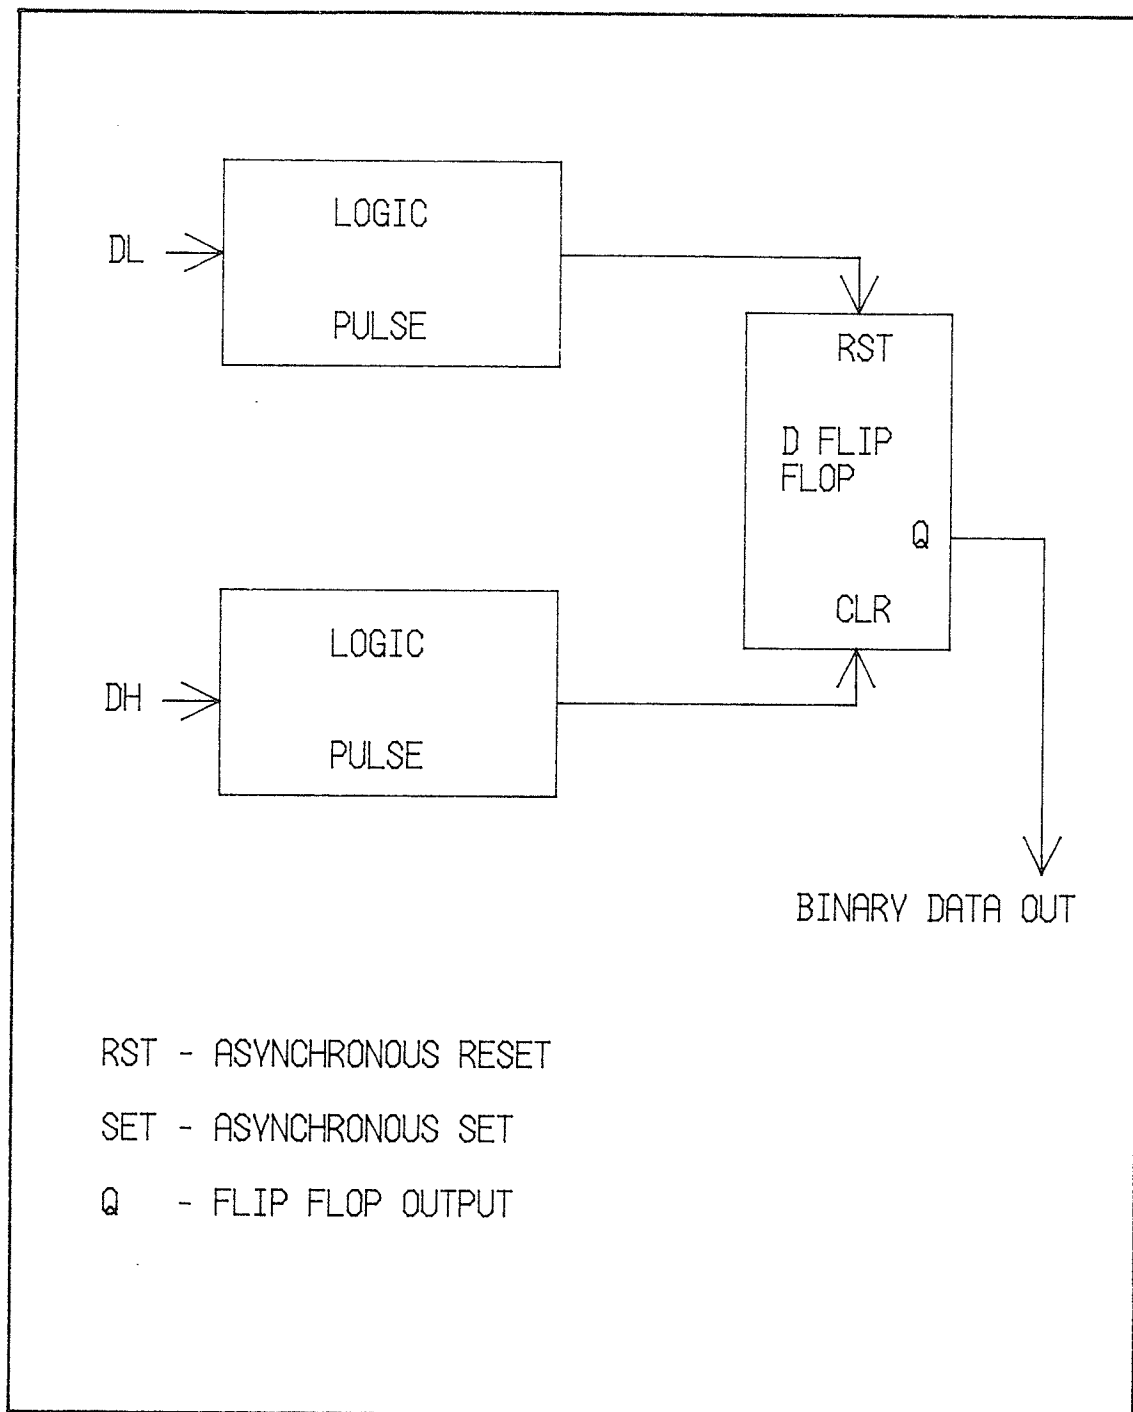 LOGIC
DL
PULSE
RST
D FLIP
FLOP
Q
CLR
LOGIC
DH
PULSE
BINARY DATA OUT
RST - ASYNCHRONOUS RESET
SET - ASYNCHRONOUS SET
Q - FLIP FLOP OUTPUT